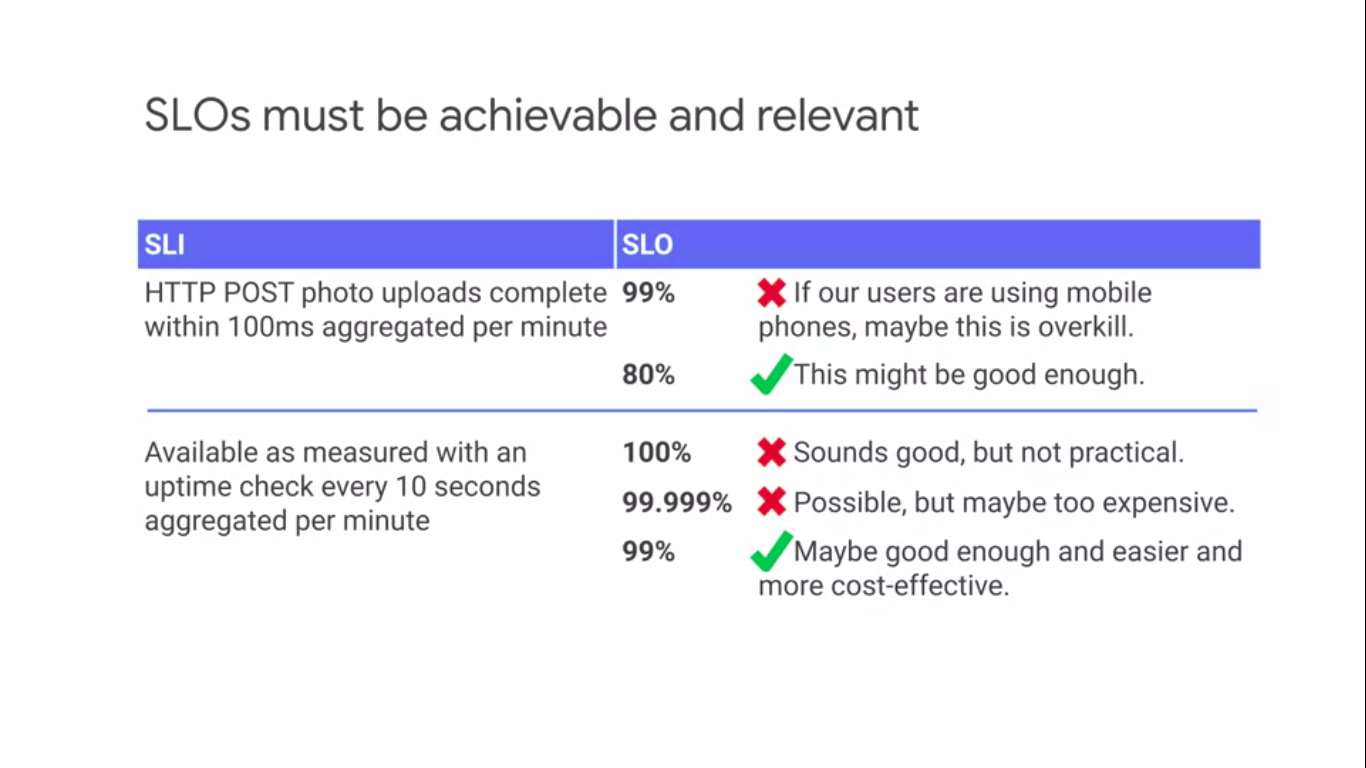 SLOs must be achievable and relevant
SLI
SLO
HTTP POST photo uploads complete
within 100ms aggregated per minute
99%
If our users are using mobile
phones, maybe this is overkill.
80%
This might be good enough.
Available as measured with an
uptime check every 10 seconds
aggregated per minute
100%
Sounds good, but not practical.
99.999%
Possible, but maybe too expensive.
99%
Maybe good enough and easier and
more cost-effective.